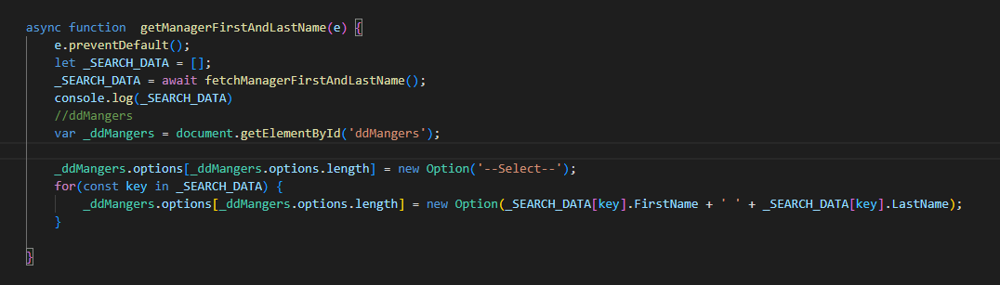 async function  getManagerFirstAndLastName(e) {
    e.preventDefault();
    let _SEARCH_DATA = [];
    _SEARCH_DATA = await fetchManagerFirstAndLastName();
    console.log(_SEARCH_DATA)
    //ddMangers
    var _ddMangers = document.getElementById('ddMangers');
    _ddMangers.options[_ddMangers.options.length] = new Option('--Select--');
    for(const key in _SEARCH_DATA) {
        _ddMangers.options[_ddMangers.options.length] = new Option(_SEARCH_DATA[key].FirstName + ' ' + _SEARCH_DATA[key].LastName);
    }
}